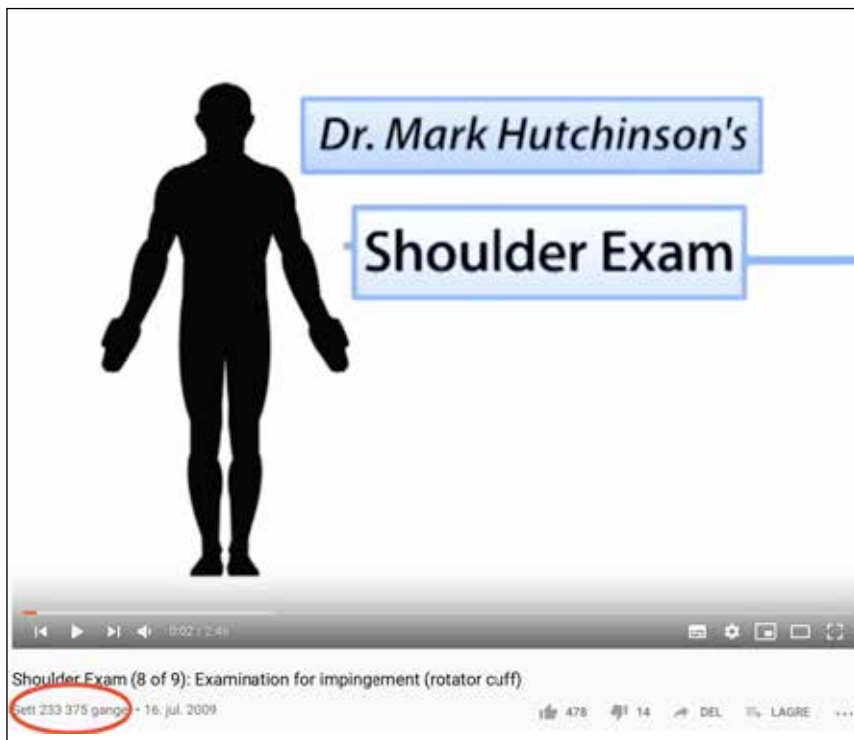 Dr. Mark Hutchinson's
Shoulder Exam
0:02 / 2:46
Shoulder Exam (8 of 9): Examination for impingement (rotator cuff)
Sett 233 375 ganger • 16. jul. 2009
478 14 DEL LAGRE